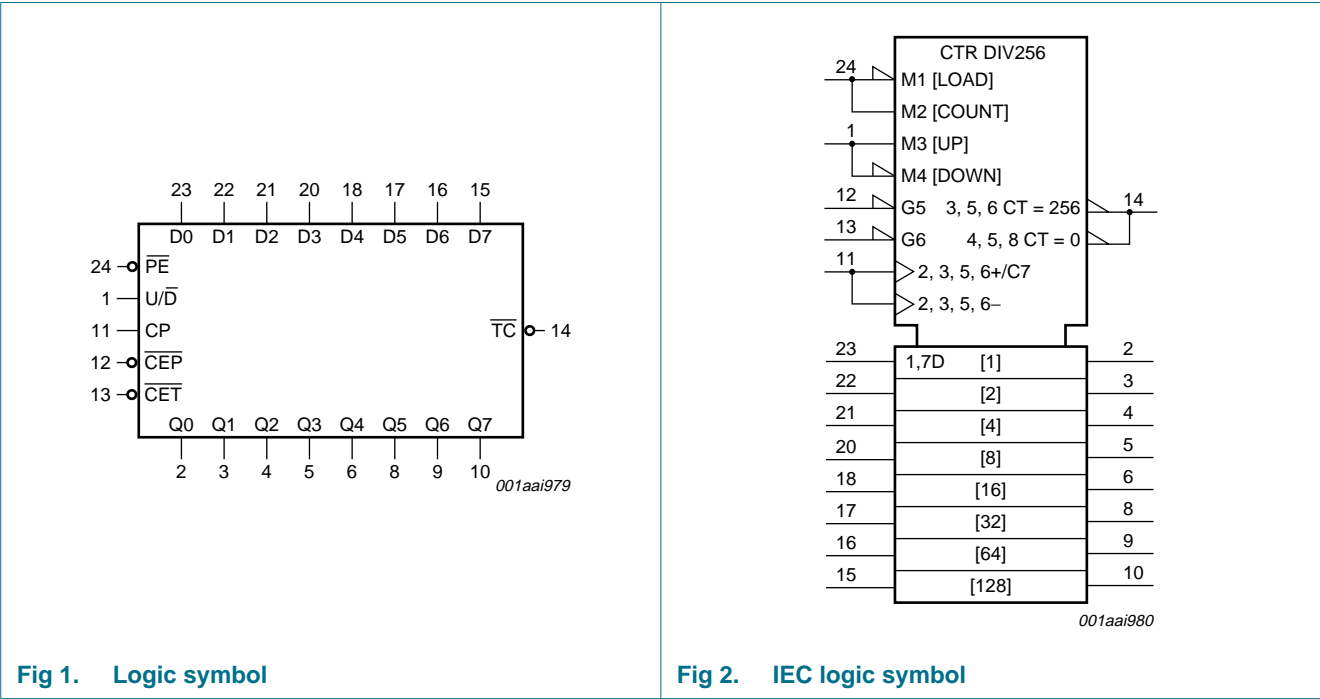 23 22 21 20 18 17 16 15
D0 D1 D2 D3 D4 D5 D6 D7
24 P̅E̅
1 U/D̅
11 CP
T̅C̅ 14
12 C̅E̅P̅
13 C̅E̅T̅
Q0 Q1 Q2 Q3 Q4 Q5 Q6 Q7
2 3 4 5 6 8 9 10
001aai979
Fig 1. Logic symbol
CTR DIV256
24 M1 [LOAD]
M2 [COUNT]
1 M3 [UP]
M4 [DOWN]
12 G5 3, 5, 6 CT = 256 14
13 G6 4, 5, 8 CT = 0
11 2, 3, 5, 6+/C7
2, 3, 5, 6–
23 1,7D [1] 2
22 [2] 3
21 [4] 4
20 [8] 5
18 [16] 6
17 [32] 8
16 [64] 9
15 [128] 10
001aai980
Fig 2. IEC logic symbol